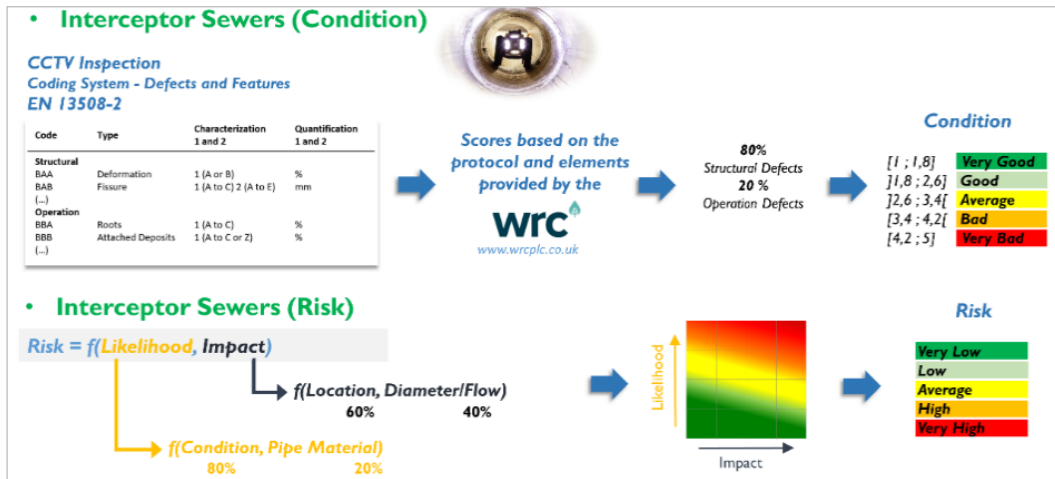 • Interceptor Sewers (Condition)
CCTV Inspection
Coding System - Defects and Features
EN 13508-2
Code Type Characterization 1 and 2 Quantification 1 and 2
Structural
BAA Deformation 1 (A or B) %
BAB Fissure 1 (A to C) 2 (A to E) mm
(...)
Operation
BBA Roots 1 (A to C) %
BBB Attached Deposits 1 (A to C or Z) %
(...)
Scores based on the
protocol and elements
provided by the
wrc
www.wrcplc.co.uk
80%
Structural Defects
20 %
Operation Defects
Condition
[1 ; 1,8] Very Good
]1,8 ; 2,6] Good
]2,6 ; 3,4[ Average
[3,4 ; 4,2[ Bad
[4,2 ; 5] Very Bad
• Interceptor Sewers (Risk)
Risk = f(Likelihood, Impact)
f(Location, Diameter/Flow)
60% 40%
f(Condition, Pipe Material)
80% 20%
Likelihood
Impact
Risk
Very Low
Low
Average
High
Very High